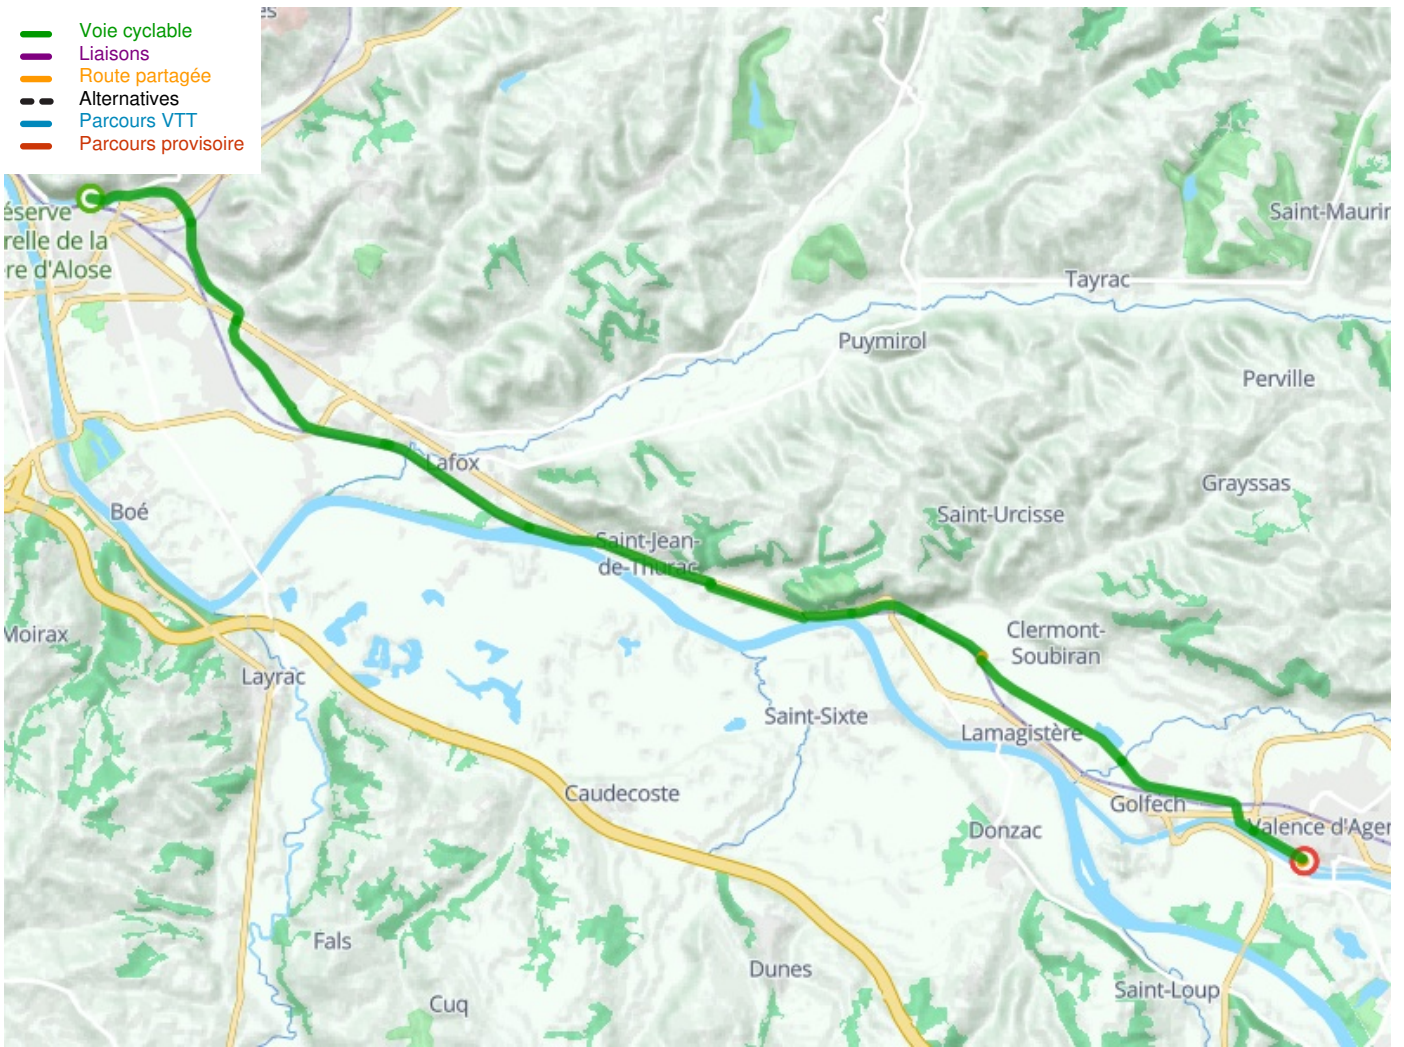 Voie cyclable
Liaisons
Route partagée
Alternatives
Parcours VTT
Parcours provisoire
éserve
relle de la
re d'Alose
Saint-Maurin
Tayrac
Puymirol
Perville
Lafox
Grayssas
Boé
Saint-Urcisse
Saint-Jean-
de-Thurac
Moirax
Clermont-
Soubiran
Layrac
Saint-Sixte
Lamagistère
Caudecoste
Golfech
Donzac
Valence d'Agen
Fals
Dunes
Saint-Loup
Cuq